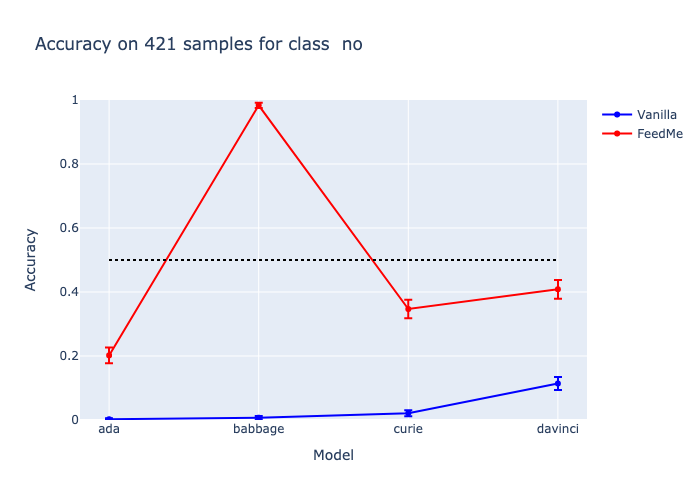 Accuracy on 421 samples for class  no
Vanilla
FeedMe
1
0.8
0.6
0.4
0.2
0
Accuracy
ada
babbage
curie
davinci
Model